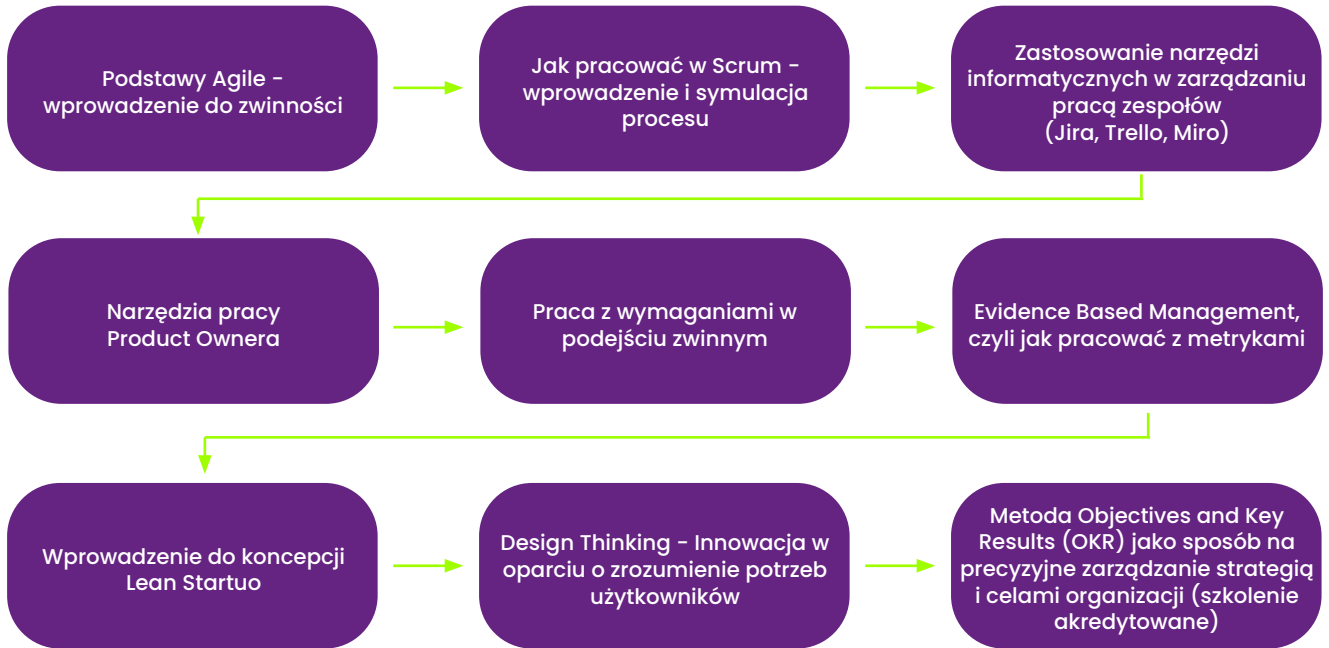 Podstawy Agile -
wprowadzenie do zwinności
Jak pracować w Scrum -
wprowadzenie i symulacja
procesu
Zastosowanie narzędzi
informatycznych w zarządzaniu
pracą zespołów
(Jira, Trello, Miro)
Narzędzia pracy
Product Ownera
Praca z wymaganiami w
podejściu zwinnym
Evidence Based Management,
czyli jak pracować z metrykami
Wprowadzenie do koncepcji
Lean Startuo
Design Thinking - Innowacja w
oparciu o zrozumienie potrzeb
użytkowników
Metoda Objectives and Key
Results (OKR) jako sposób na
precyzyjne zarządzanie strategią
i celami organizacji (szkolenie
akredytowane)